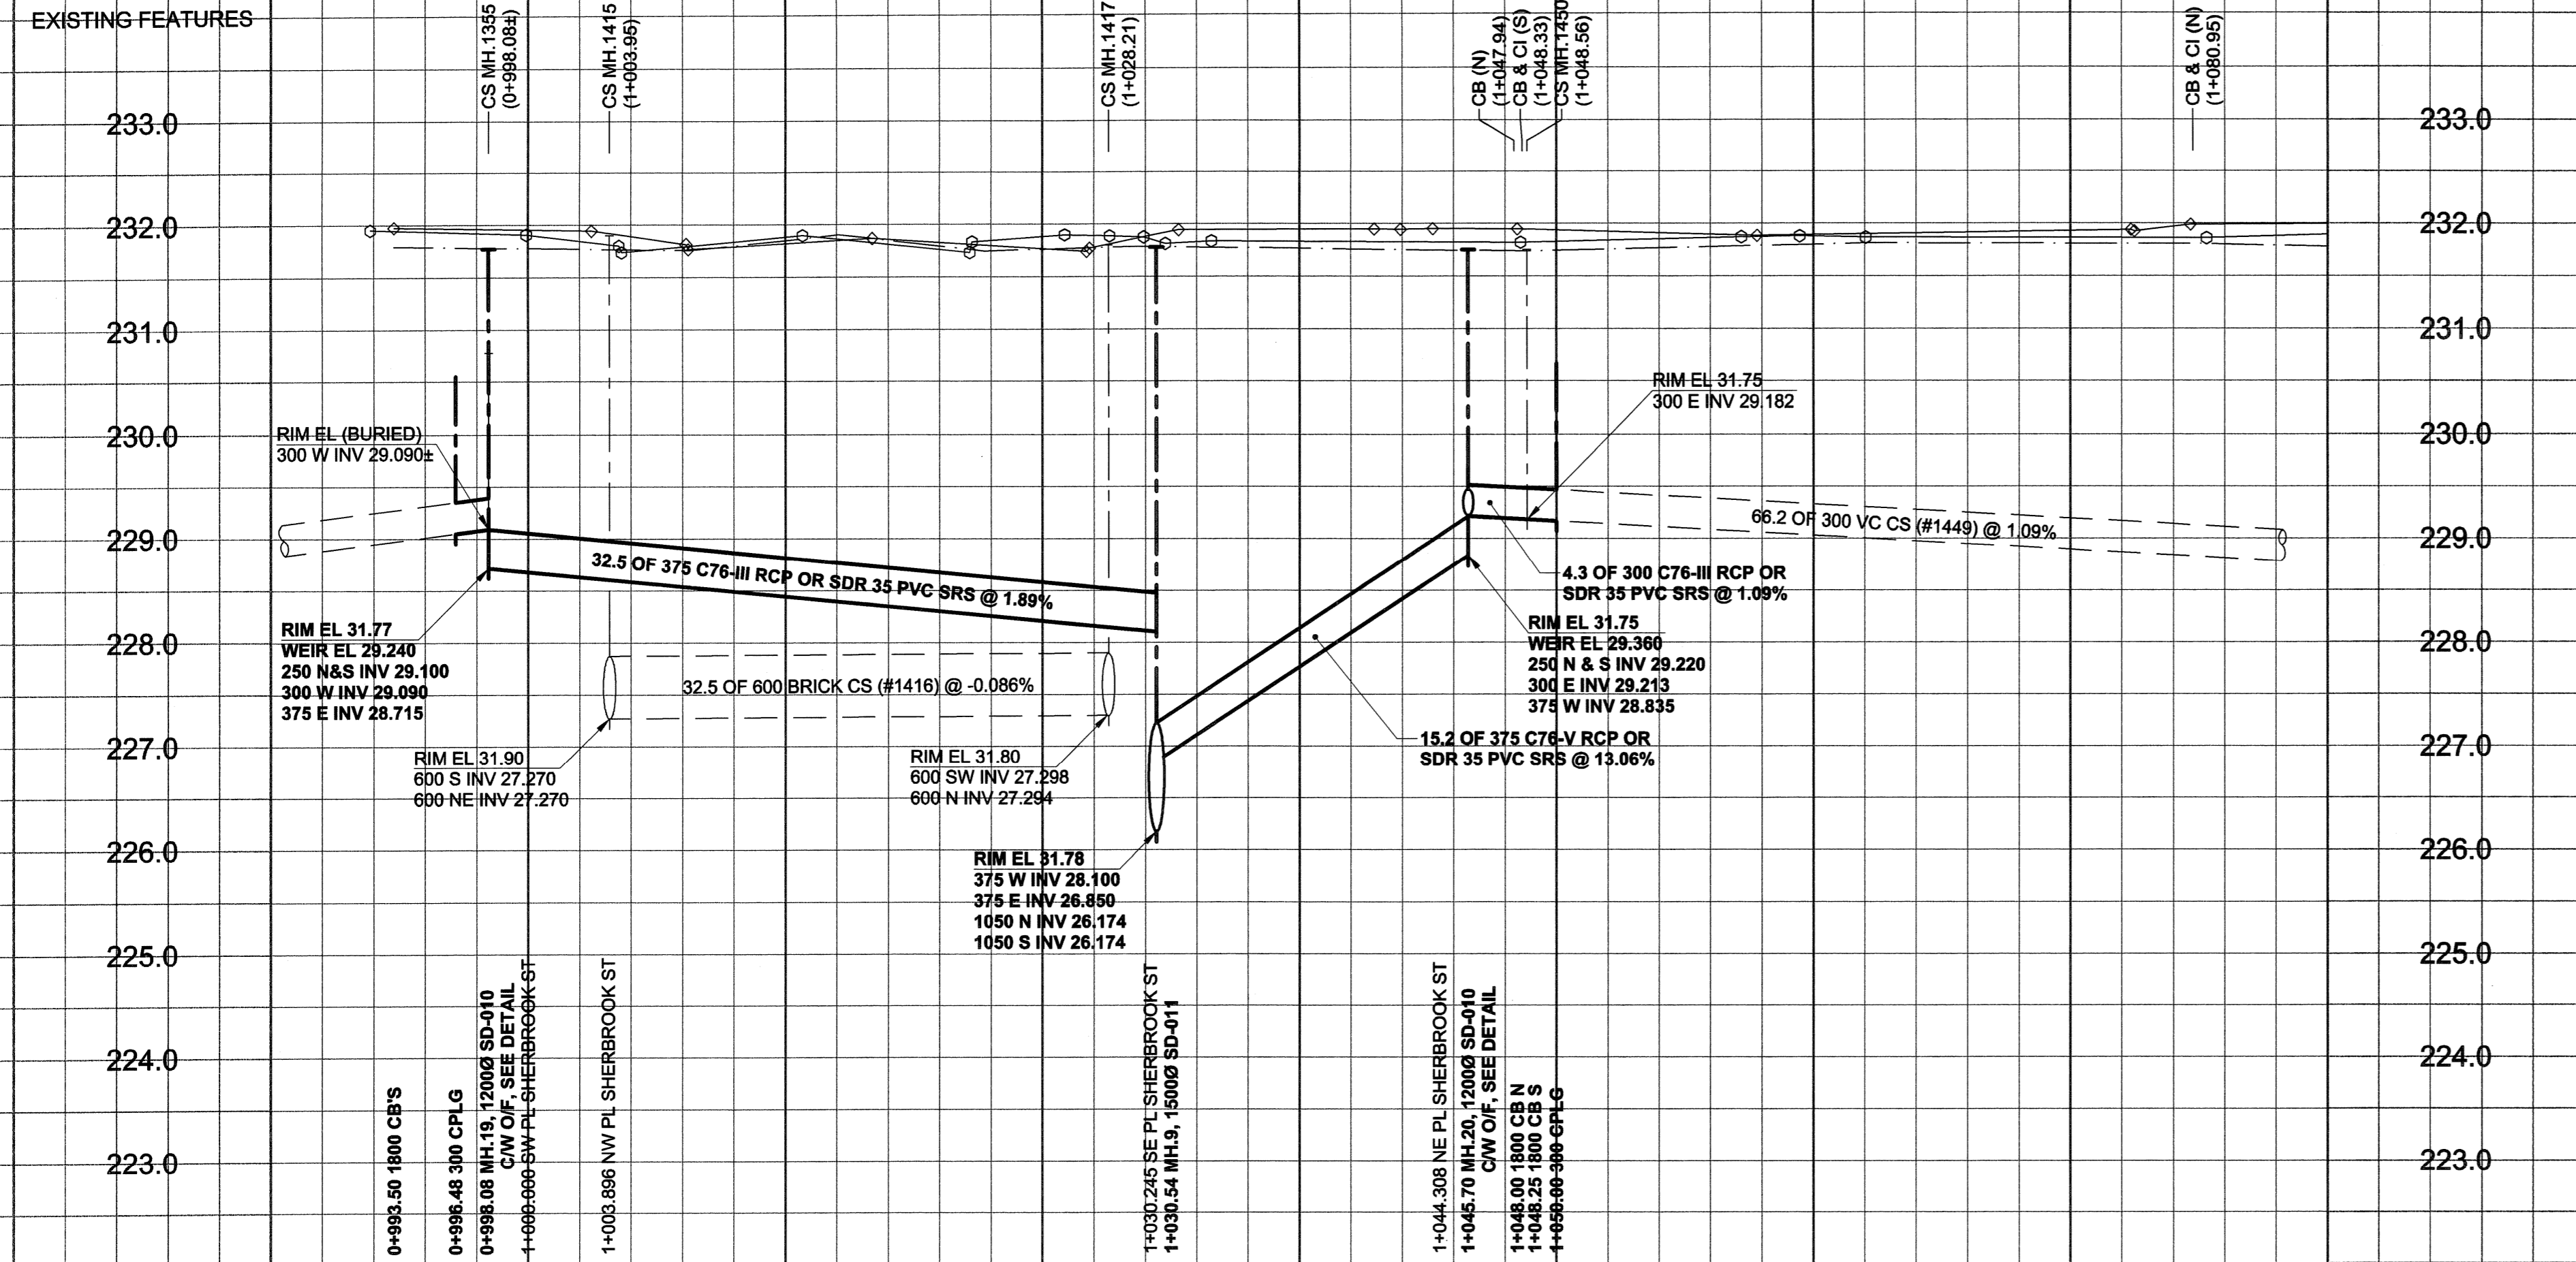 EXISTING FEATURES
CS MH.1355
(0+998.08±)
CS MH.1415
(1+003.95)
CS MH.1417
(1+028.21)
CB (N)
(1+047.94)
CB & CI (S)
(1+048.33)
CS MH.1450
(1+048.56)
CB & CI (N)
(1+080.95)
233.0
233.0
232.0
232.0
231.0
231.0
230.0
230.0
229.0
229.0
228.0
228.0
227.0
227.0
226.0
226.0
225.0
225.0
224.0
224.0
223.0
223.0
RIM EL (BURIED)
300 W INV 29.090±
RIM EL 31.75
300 E INV 29.182
32.5 OF 375 C76-III RCP OR SDR 35 PVC SRS @ 1.89%
66.2 OF 300 VC CS (#1449) @ 1.09%
4.3 OF 300 C76-III RCP OR
SDR 35 PVC SRS @ 1.09%
RIM EL 31.77
WEIR EL 29.240
250 N&S INV 29.100
300 W INV 29.090
375 E INV 28.715
RIM EL 31.75
WEIR EL 29.360
250 N & S INV 29.220
300 E INV 29.213
375 W INV 28.835
32.5 OF 600 BRICK CS (#1416) @ -0.086%
15.2 OF 375 C76-V RCP OR
SDR 35 PVC SRS @ 13.06%
RIM EL 31.90
600 S INV 27.270
600 NE INV 27.270
RIM EL 31.80
600 SW INV 27.298
600 N INV 27.294
RIM EL 31.78
375 W INV 28.100
375 E INV 26.850
1050 N INV 26.174
1050 S INV 26.174
0+993.50 1800 CB'S
0+996.48 300 CPLG
0+998.08 MH.19, 1200Ø SD-010
C/W O/F, SEE DETAIL
1+000.000 SW PL SHERBROOK ST
1+003.896 NW PL SHERBROOK ST
1+030.245 SE PL SHERBROOK ST
1+030.54 MH.9, 1500Ø SD-011
1+044.308 NE PL SHERBROOK ST
1+045.70 MH.20, 1200Ø SD-010
C/W O/F, SEE DETAIL
1+048.00 1800 CB N
1+048.25 1800 CB S
1+050.00 300 CPLG